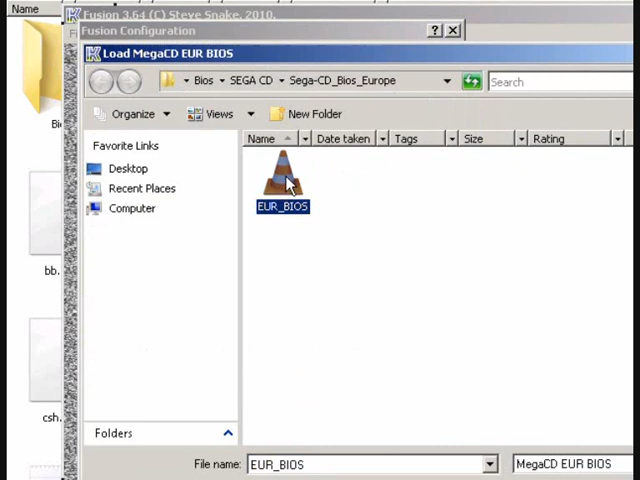 Name
Fusion 3.64 (C) Steve Snake, 2010.
Fusion Configuration
Load MegaCD EUR BIOS
Bios
SEGA CD
Sega-CD_Bios_Europe
Search
Organize
Views
New Folder
Favorite Links
Name
Date taken
Tags
Size
Rating
Desktop
Recent Places
Computer
EUR_BIOS
bb.
csh.
Folders
File name:
EUR_BIOS
MegaCD EUR BIOS